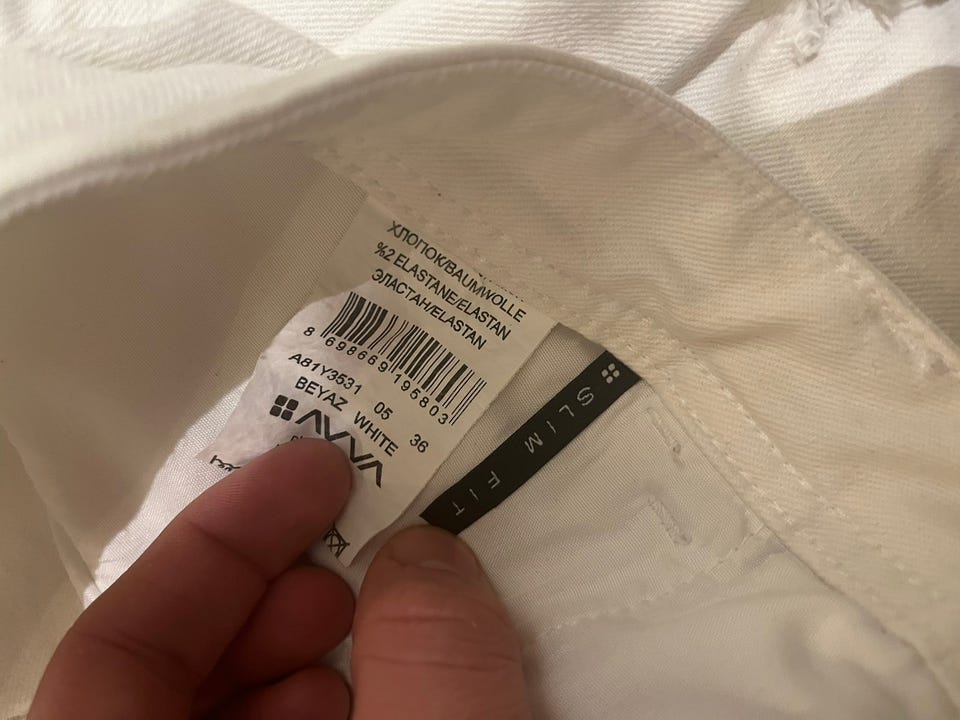 ХЛОПОК/BAUMWOLLE
%2 ELASTANE/ELASTAN
ЭЛАСТАН/ELASTAN
8 698669 195803
A81Y3531 05 36
BEYAZ WHITE
AVVA
SLIM FIT